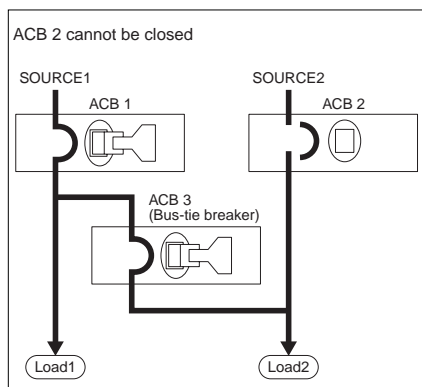 ACB 2 cannot be closed
SOURCE1
SOURCE2
ACB 1
ACB 2
ACB 3
(Bus-tie breaker)
Load1
Load2